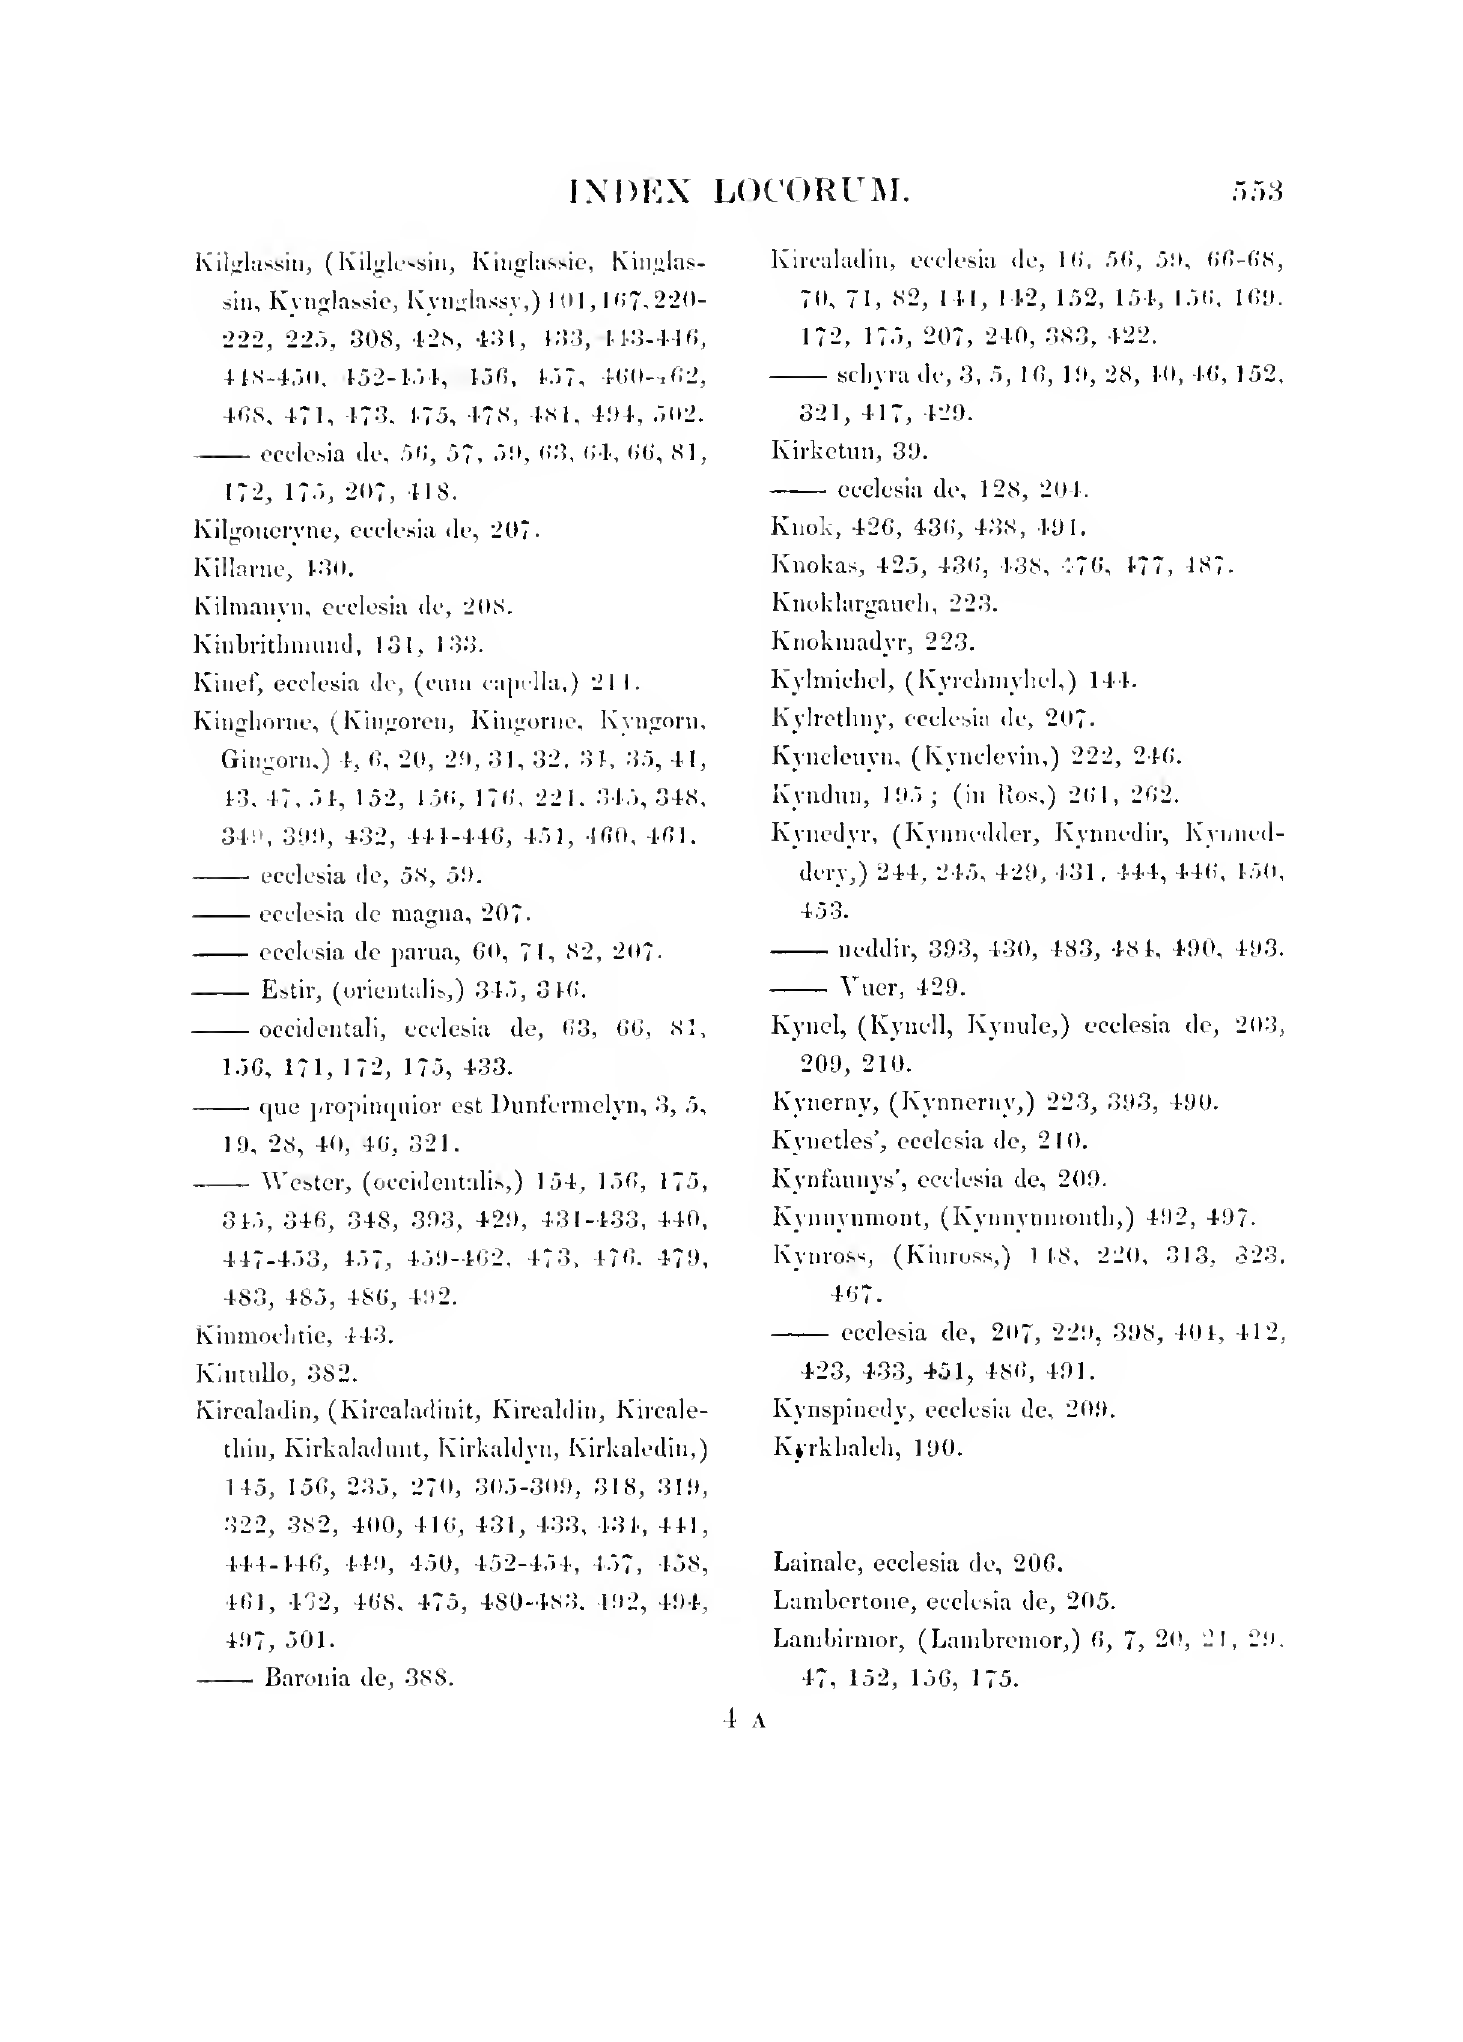 INDEX LOCORUM. 553
Kilglassin, (Kilglessin, Kinglassie, Kinglas-
sin, Kynglassie, Kynglassy,) 101, 167, 220-
222, 225, 308, 428, 431, 433, 443-446,
448-450, 452-454, 456, 457, 460-462,
468, 471, 473, 475, 478, 481, 494, 502.
—— ecclesia de, 56, 57, 59, 63, 64, 66, 81,
172, 175, 207, 418.
Kilgoueryne, ecclesia de, 207.
Killarne, 430.
Kilmanyn, ecclesia de, 208.
Kinbrithmund, 131, 133.
Kinef, ecclesia de, (cum capella,) 211.
Kinghorne, (Kingoren, Kingorne, Kyngorn,
Gingorn,) 4, 6, 20, 29, 31, 32, 34, 35, 41,
43, 47, 54, 152, 156, 176, 221, 345, 348,
349, 399, 432, 444-446, 451, 460, 461.
—— ecclesia de, 58, 59.
—— ecclesia de magna, 207.
—— ecclesia de parua, 60, 71, 82, 207.
—— Estir, (orientalis,) 345, 346.
—— occidentali, ecclesia de, 63, 66, 81,
156, 171, 172, 175, 433.
—— que propinquior est Dunfermelyn, 3, 5,
19, 28, 40, 46, 321.
—— Wester, (occidentalis,) 154, 156, 175,
345, 346, 348, 393, 429, 431-433, 440,
447-453, 457, 459-462, 473, 476, 479,
483, 485, 486, 492.
Kinmochtie, 443.
Kintullo, 382.
Kircaladin, (Kircaladinit, Kircaldin, Kircale-
thin, Kirkaladunt, Kirkaldyn, Kirkaledin,)
145, 156, 235, 270, 305-309, 318, 319,
322, 382, 400, 416, 431, 433, 434, 441,
444-446, 449, 450, 452-454, 457, 458,
461, 462, 468, 475, 480-483, 492, 494,
497, 501.
—— Baronia de, 388.
Kircaladin, ecclesia de, 16, 56, 59, 66-68,
70, 71, 82, 141, 142, 152, 154, 156, 169,
172, 175, 207, 240, 383, 422.
—— schyra de, 3, 5, 16, 19, 28, 40, 46, 152,
321, 417, 429.
Kirketun, 39.
—— ecclesia de, 128, 204.
Knok, 426, 436, 438, 491.
Knokas, 425, 436, 438, 476, 477, 487.
Knoklargauch, 223.
Knokmadyr, 223.
Kylmichel, (Kyrchmyhel,) 144.
Kylrethny, ecclesia de, 207.
Kyncleuyn, (Kynclevin,) 222, 246.
Kyndun, 195; (in Ros,) 261, 262.
Kynedyr, (Kynnedder, Kynnedir, Kynned-
dery,) 244, 245, 429, 431, 444, 446, 450,
453.
—— neddir, 393, 430, 483, 484, 490, 493.
—— Vuer, 429.
Kynel, (Kynell, Kynule,) ecclesia de, 203,
209, 210.
Kynerny, (Kynnerny,) 223, 393, 490.
Kynetles', ecclesia de, 210.
Kynfaunys', ecclesia de, 209.
Kynnynmont, (Kynnynmonth,) 492, 497.
Kynross, (Kinross,) 148, 220, 313, 323,
467.
—— ecclesia de, 207, 229, 398, 404, 412,
423, 433, 451, 486, 491.
Kynspinedy, ecclesia de, 209.
Kyrkhalch, 190.
Lainale, ecclesia de, 206.
Lambertone, ecclesia de, 205.
Lambirmor, (Lambremor,) 6, 7, 20, 21, 29,
47, 152, 156, 175.
4 A